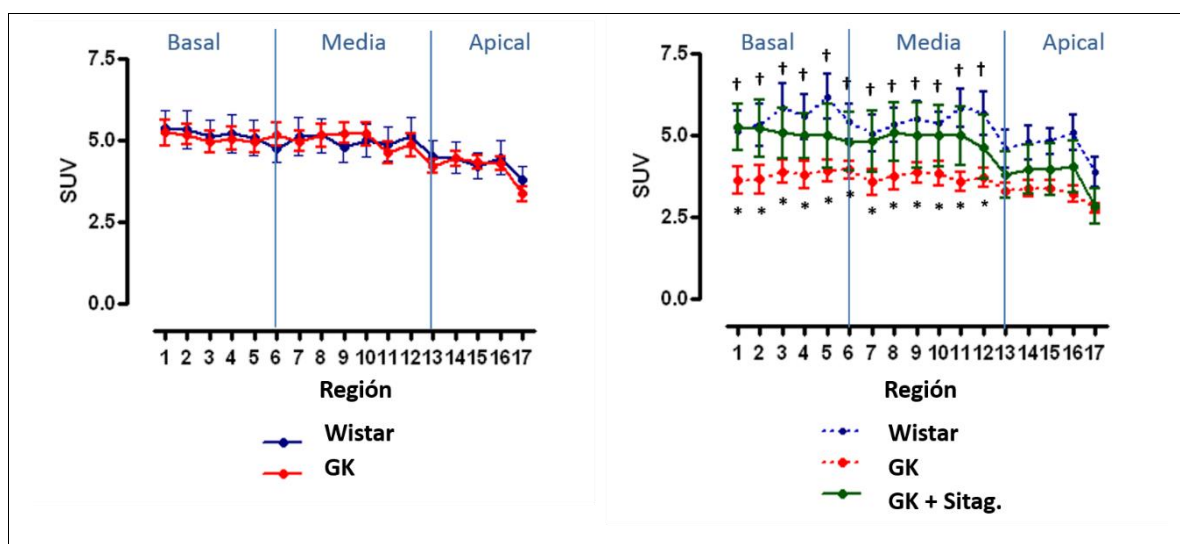 Basal Media Apical
7.5
5.0
2.5
0.0
SUV
1 2 3 4 5 6 7 8 9 10 11 12 13 14 15 16 17
Región
Wistar
GK
Basal Media Apical
7.5
5.0
2.5
0.0
SUV
† † † † † † † † † † † †
* * * * * * * * * * * *
1 2 3 4 5 6 7 8 9 10 11 12 13 14 15 16 17
Región
Wistar
GK
GK + Sitag.